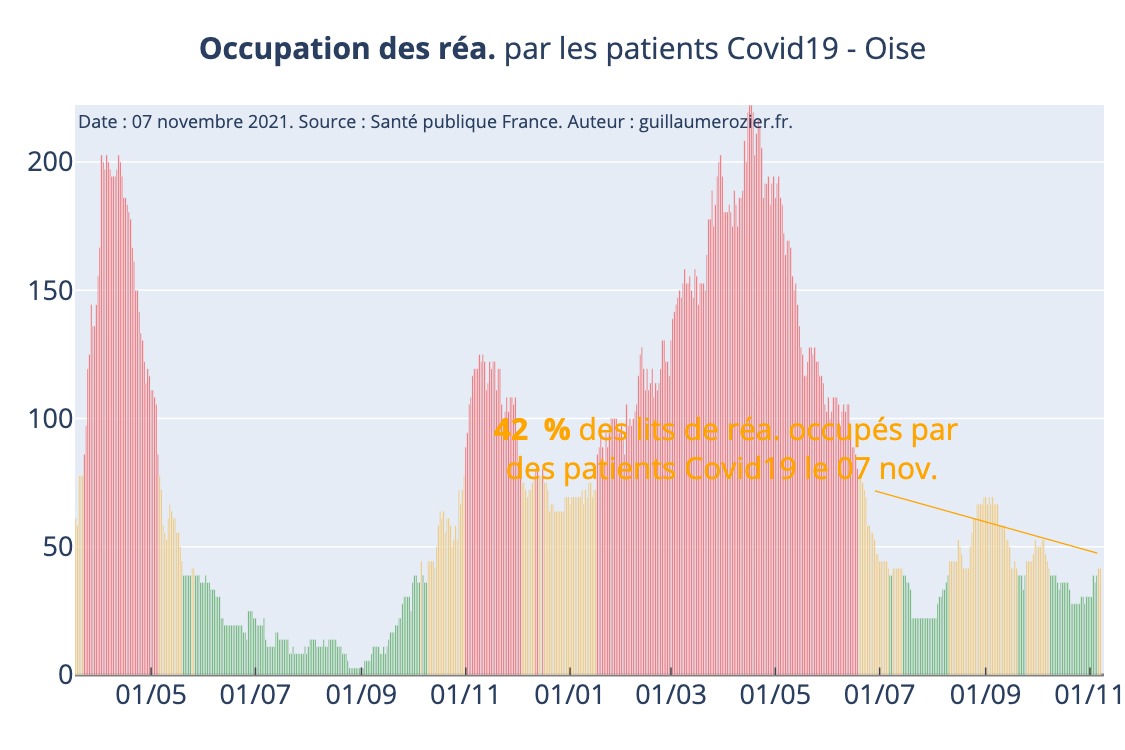 Occupation des réa. par les patients Covid19 - Oise
Date : 07 novembre 2021. Source : Santé publique France. Auteur : guillaumerozier.fr.
200
150
100
42 % des lits de réa. occupés par
des patients Covid19 le 07 nov.
50
0
01/05 01/07 01/09 01/11 01/01 01/03 01/05 01/07 01/09 01/11